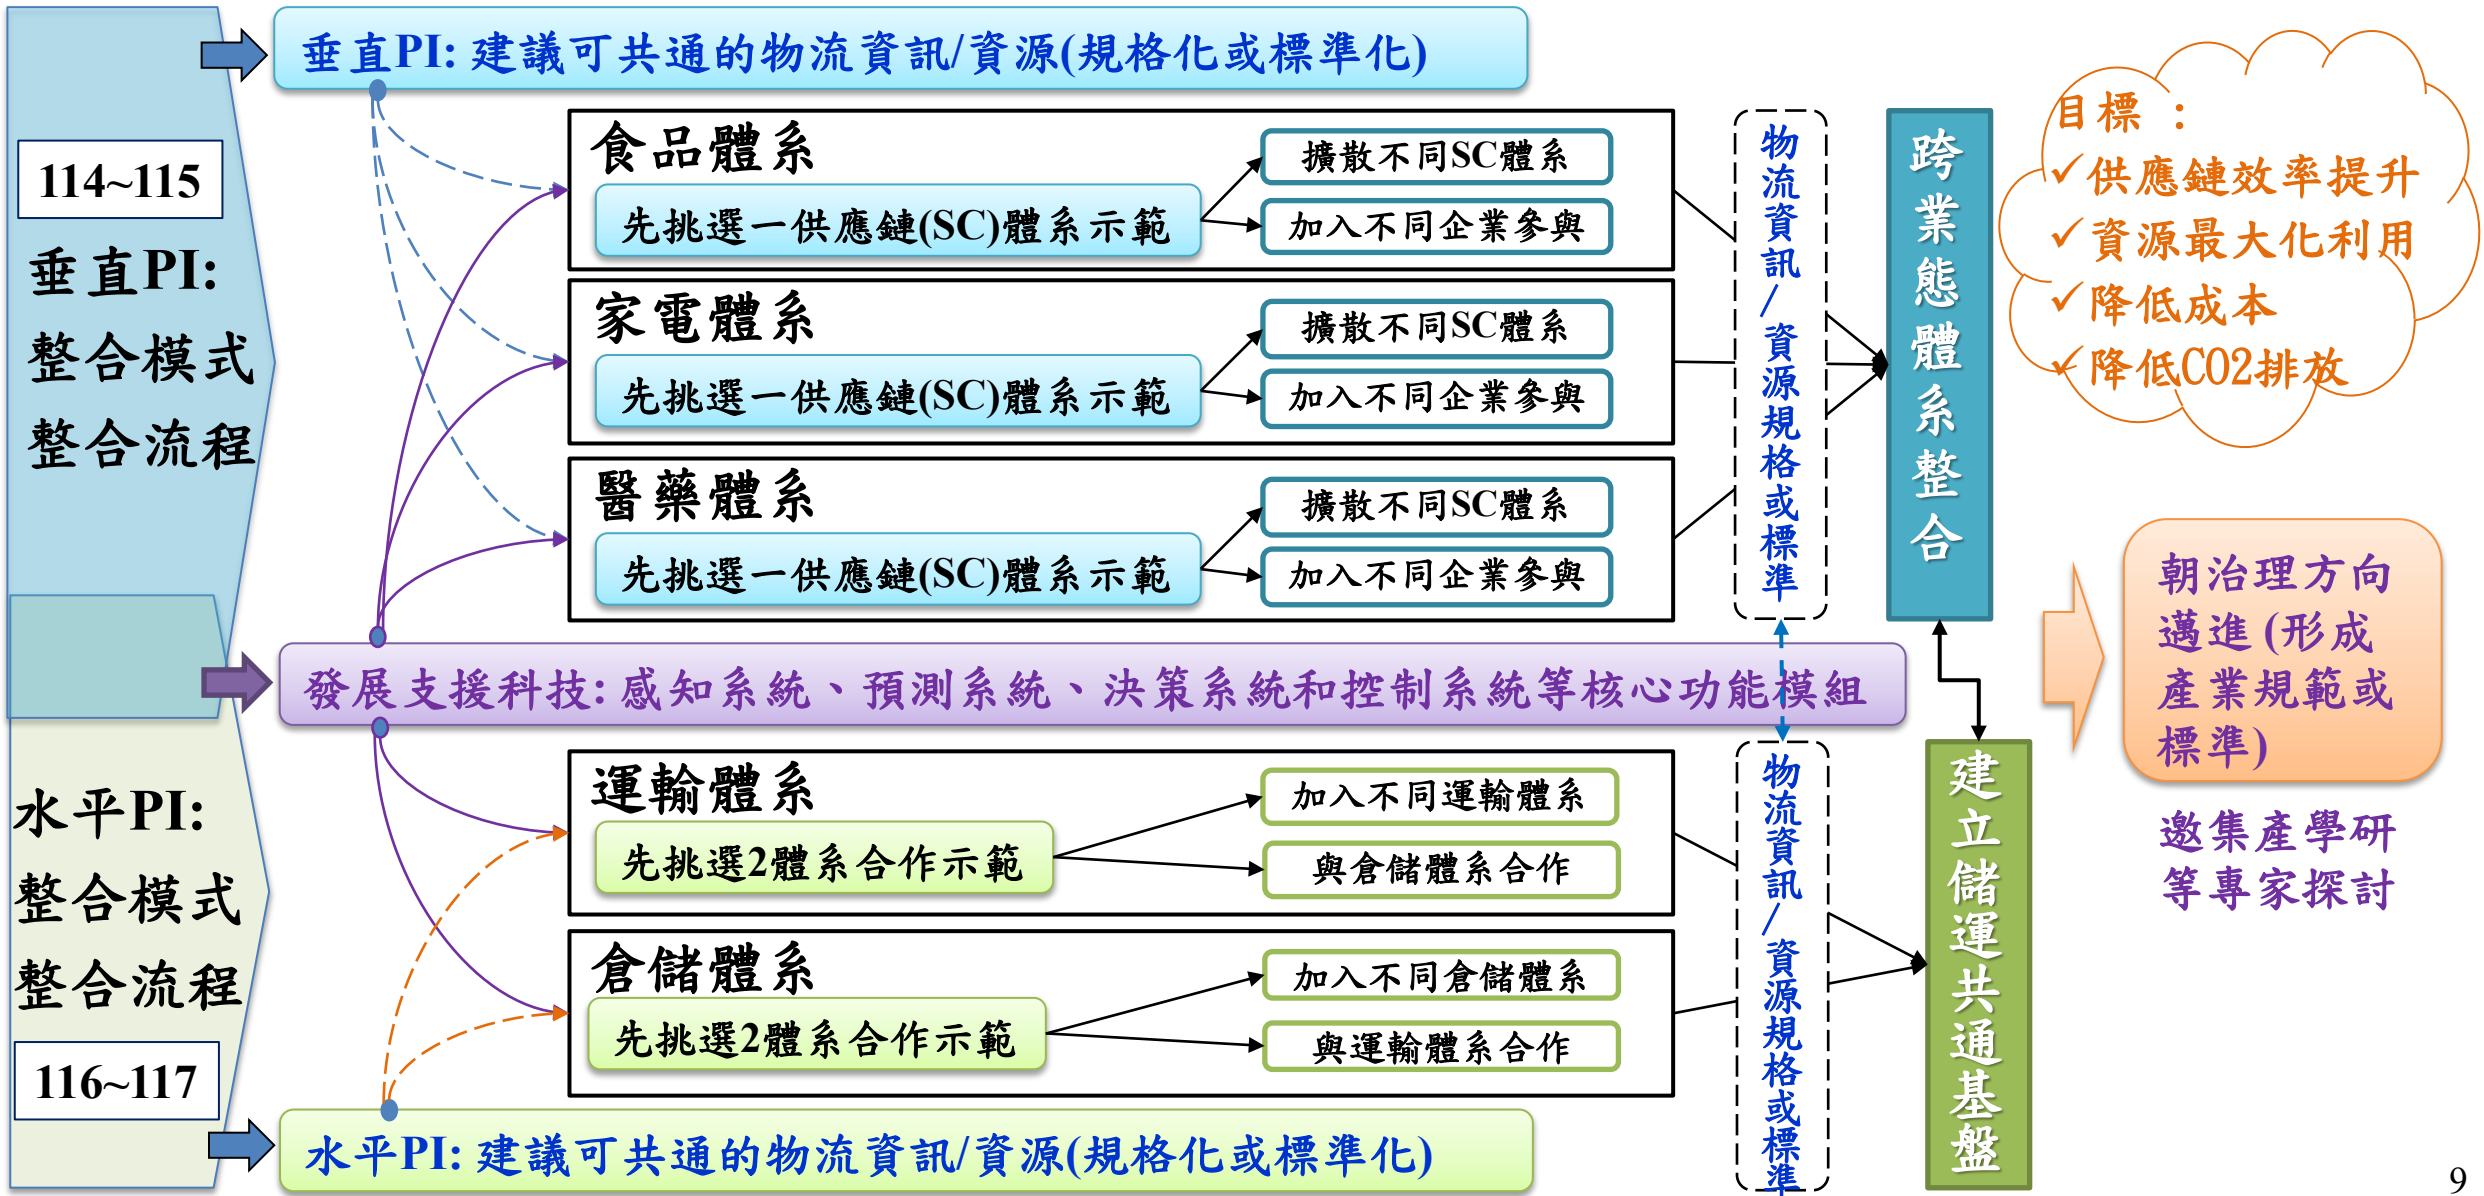 垂直PI: 建議可共通的物流資訊/資源(規格化或標準化)
114~115
垂直PI:
整合模式
整合流程
食品體系
先挑選一供應鏈(SC)體系示範
擴散不同SC體系
加入不同企業參與
家電體系
先挑選一供應鏈(SC)體系示範
擴散不同SC體系
加入不同企業參與
醫藥體系
先挑選一供應鏈(SC)體系示範
擴散不同SC體系
加入不同企業參與
物流資訊/資源規格或標準
跨業態體系整合
目標 :
✓供應鏈效率提升
✓資源最大化利用
✓降低成本
✓降低CO2排放
發展支援科技: 感知系統、預測系統、決策系統和控制系統等核心功能模組
水平PI:
整合模式
整合流程
116~117
運輸體系
先挑選2體系合作示範
加入不同運輸體系
與倉儲體系合作
倉儲體系
先挑選2體系合作示範
加入不同倉儲體系
與運輸體系合作
物流資訊/資源規格或標準
建立儲運共通基盤
朝治理方向
邁進 (形成
產業規範或
標準)
邀集產學研
等專家探討
水平PI: 建議可共通的物流資訊/資源(規格化或標準化)
9